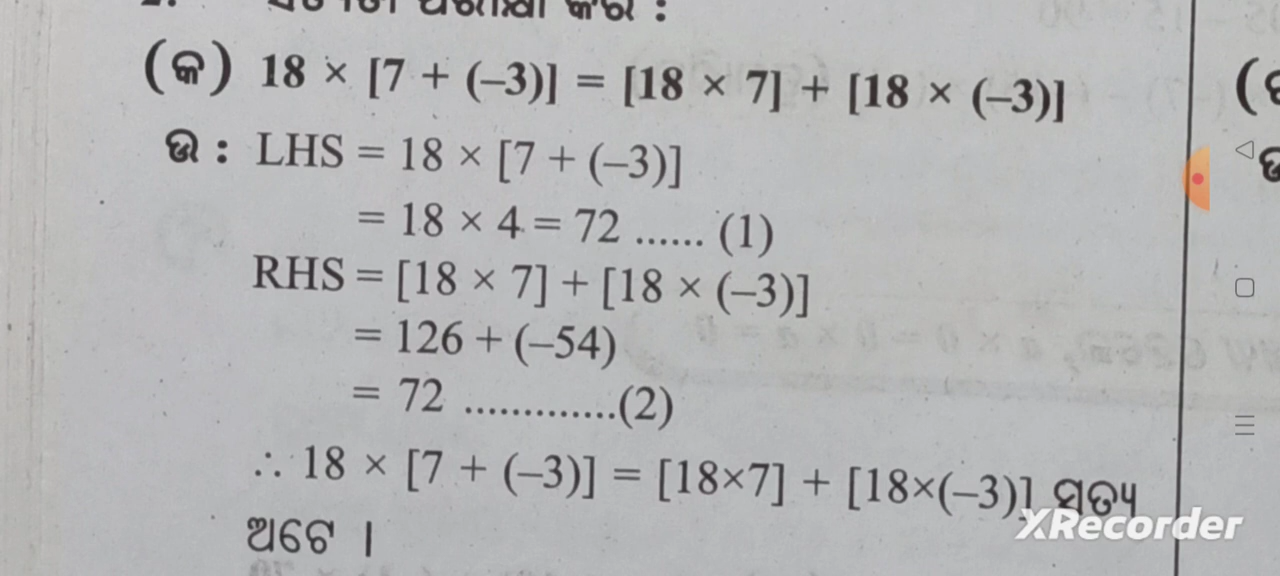 (କ) 18 × [7 + (–3)] = [18 × 7] + [18 × (–3)]
ଉ : LHS = 18 × [7 + (–3)]
= 18 × 4 = 72 ...... (1)
RHS = [18 × 7] + [18 × (–3)]
= 126 + (–54)
= 72 .............(2)
∴ 18 × [7 + (–3)] = [18×7] + [18×(–3)] ସତ୍ୟ
ଅଟେ ।
XRecorder